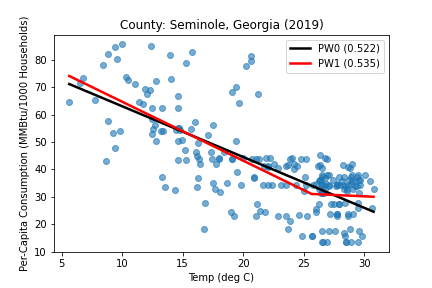 County: Seminole, Georgia (2019)
PW0 (0.522)
PW1 (0.535)
Per-Capita Consumption (MMBtu/1000 Households)
80
70
60
50
40
30
20
10
5 10 15 20 25 30
Temp (deg C)